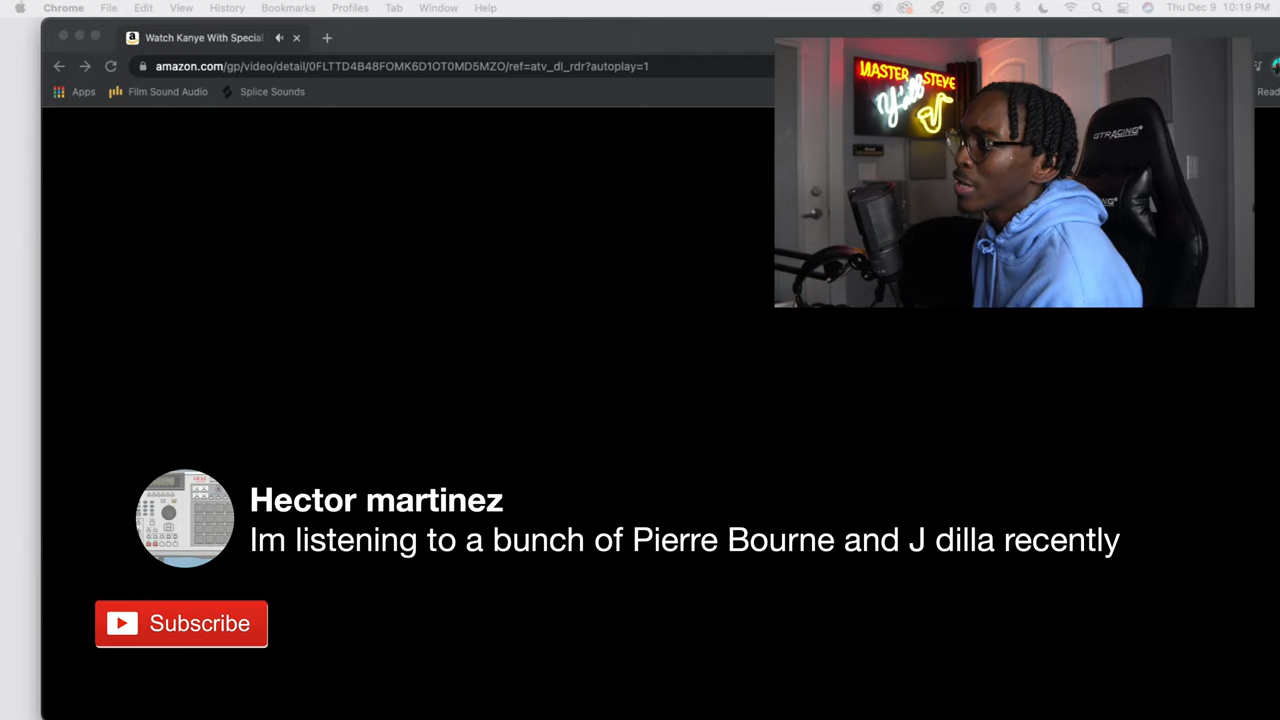 Chrome File Edit View History Bookmarks Profiles Tab Window Help Thu Dec 9 10:19 PM
Watch Kanye With Special
amazon.com/gp/video/detail/0FLTTD4B48FOMK6D1OT0MD5MZO/ref=atv_dl_rdr?autoplay=1
Apps Film Sound Audio Splice Sounds Read
MASTER STEVE
y'all
GTRACING
Hector martinez
Im listening to a bunch of Pierre Bourne and J dilla recently
Subscribe